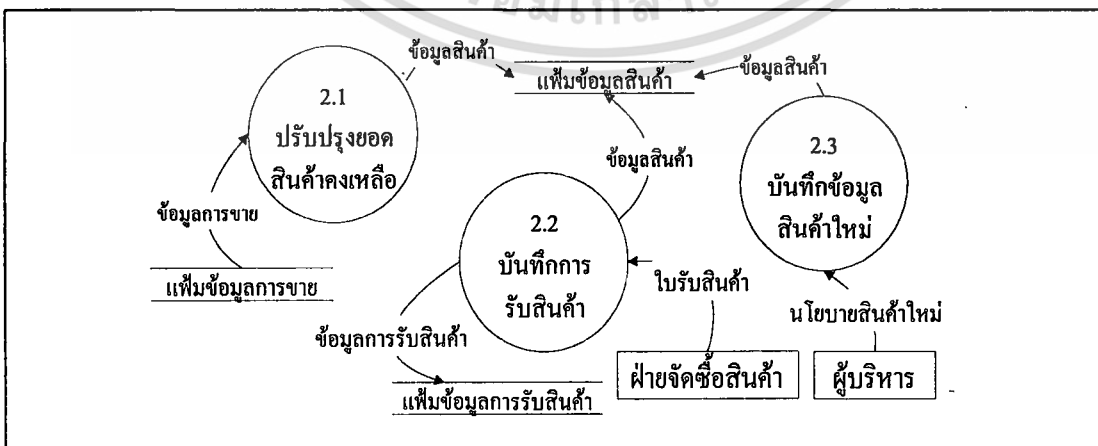 ข้อมูลสินค้า
แฟ้มข้อมูลสินค้า
ข้อมูลสินค้า
2.1
ปรับปรุงยอด
สินค้าคงเหลือ
ข้อมูลสินค้า
2.3
บันทึกข้อมูล
สินค้าใหม่
ข้อมูลการขาย
แฟ้มข้อมูลการขาย
2.2
บันทึกการ
รับสินค้า
ใบรับสินค้า
นโยบายสินค้าใหม่
ข้อมูลการรับสินค้า
ฝ่ายจัดซื้อสินค้า
ผู้บริหาร
แฟ้มข้อมูลการรับสินค้า